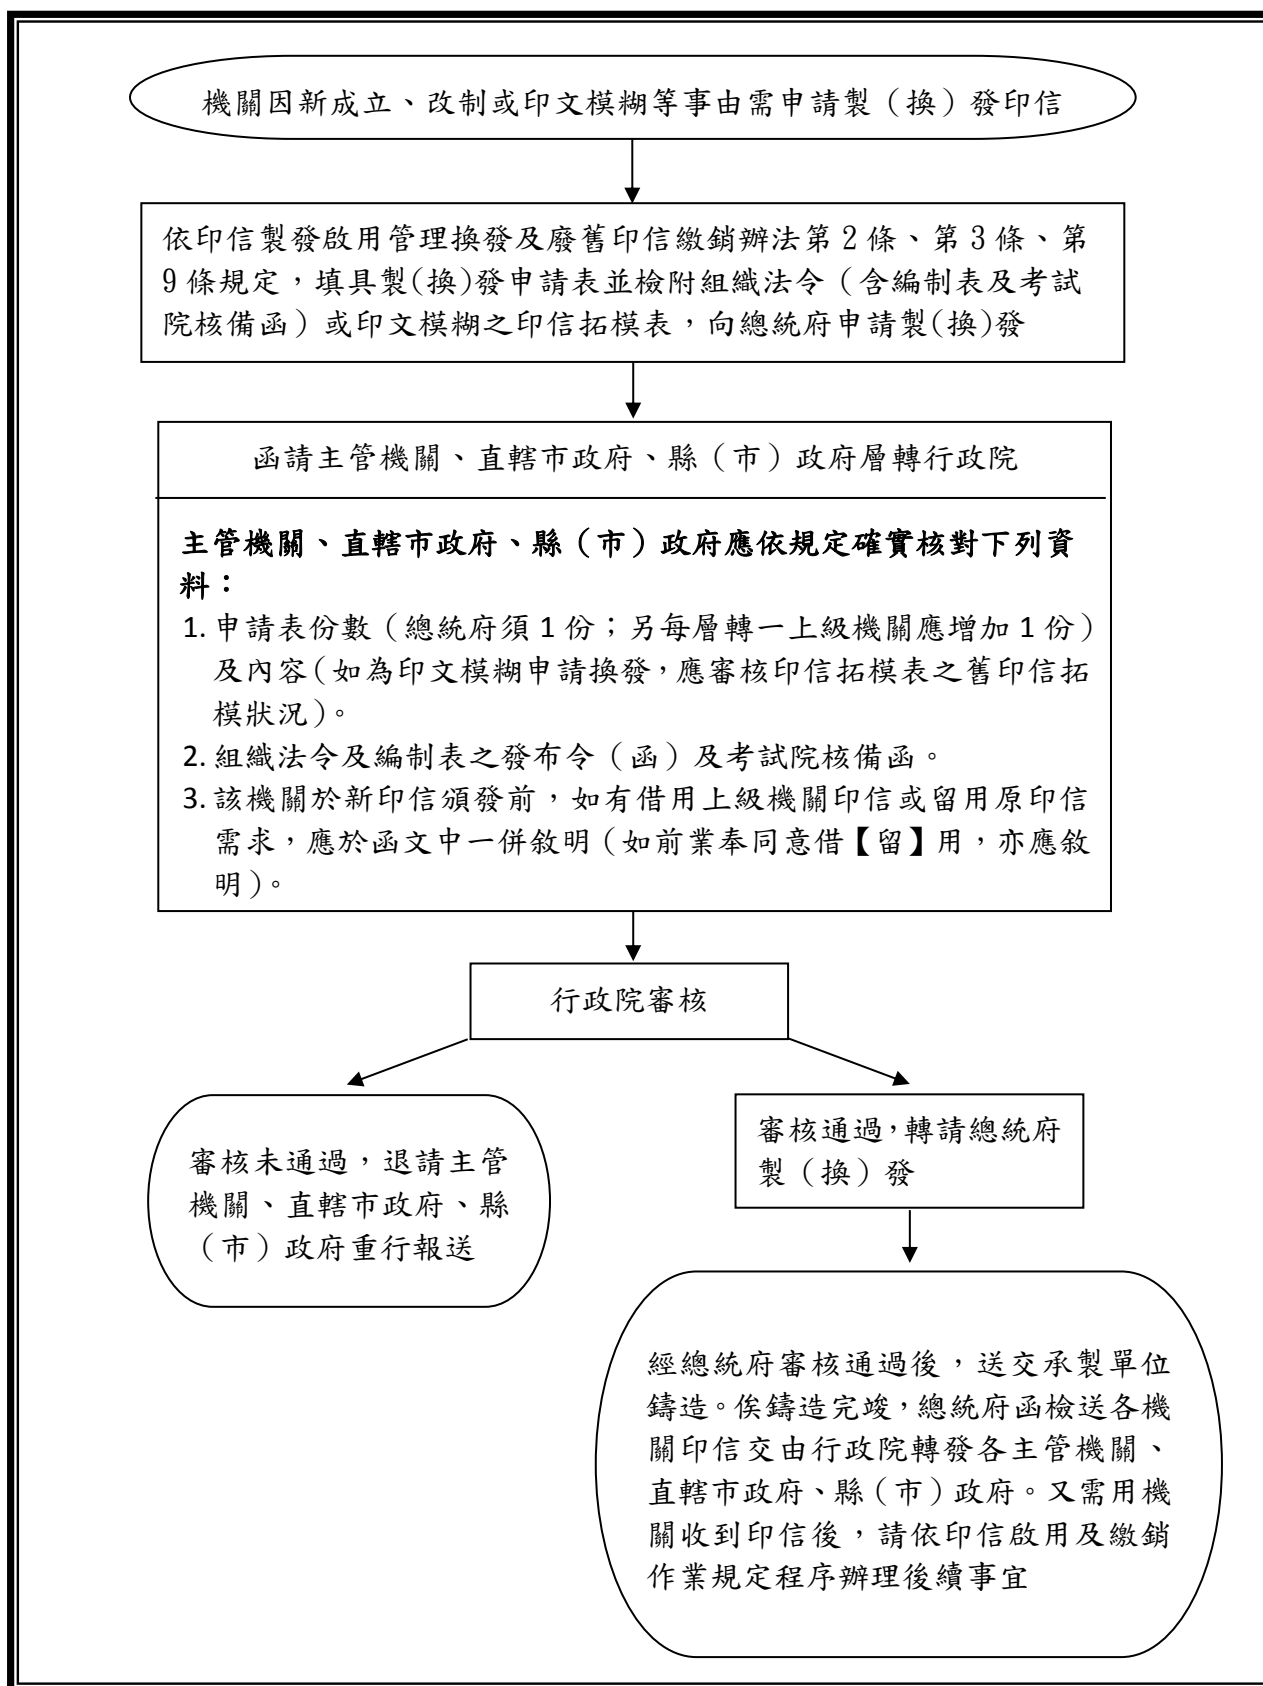 機關因新成立、改制或印文模糊等事由需申請製（換）發印信
依印信製發啟用管理換發及廢舊印信繳銷辦法第 2 條、第 3 條、第
9 條規定，填具製(換)發申請表並檢附組織法令（含編制表及考試
院核備函）或印文模糊之印信拓模表，向總統府申請製(換)發
函請主管機關、直轄市政府、縣（市）政府層轉行政院
主管機關、直轄市政府、縣（市）政府應依規定確實核對下列資
料：
1. 申請表份數（總統府須 1 份；另每層轉一上級機關應增加 1 份）
及內容（如為印文模糊申請換發，應審核印信拓模表之舊印信拓
模狀況）。
2. 組織法令及編制表之發布令（函）及考試院核備函。
3. 該機關於新印信頒發前，如有借用上級機關印信或留用原印信
需求，應於函文中一併敘明（如前業奉同意借【留】用，亦應敘
明）。
行政院審核
審核未通過，退請主管
機關、直轄市政府、縣
（市）政府重行報送
審核通過，轉請總統府
製（換）發
經總統府審核通過後，送交承製單位
鑄造。俟鑄造完竣，總統府函檢送各機
關印信交由行政院轉發各主管機關、
直轄市政府、縣（市）政府。又需用機
關收到印信後，請依印信啟用及繳銷
作業規定程序辦理後續事宜